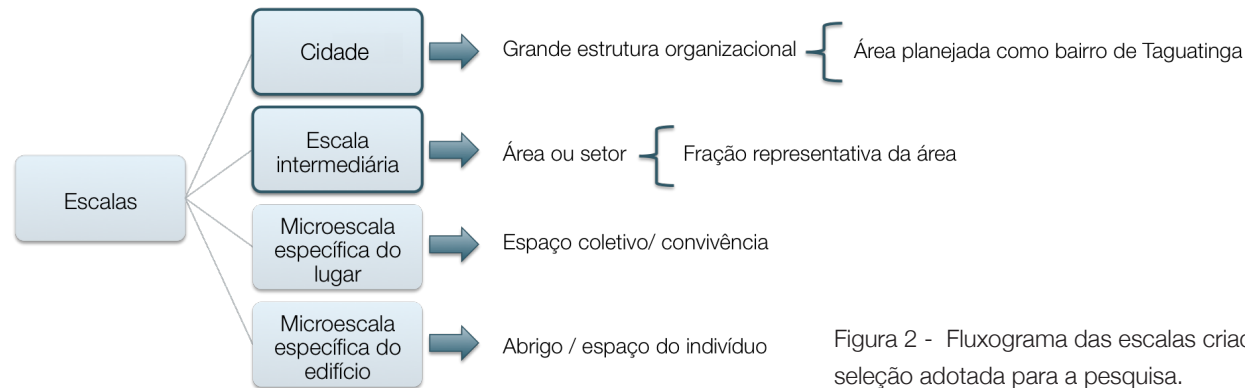 Escalas
Cidade
Grande estrutura organizacional
Área planejada como bairro de Taguatinga
Escala
intermediária
Área ou setor
Fração representativa da área
Microescala
específica do
lugar
Espaço coletivo/ convivência
Microescala
específica do
edifício
Abrigo / espaço do indivíduo
Figura 2 - Fluxograma das escalas
seleção adotada para a pesquisa.